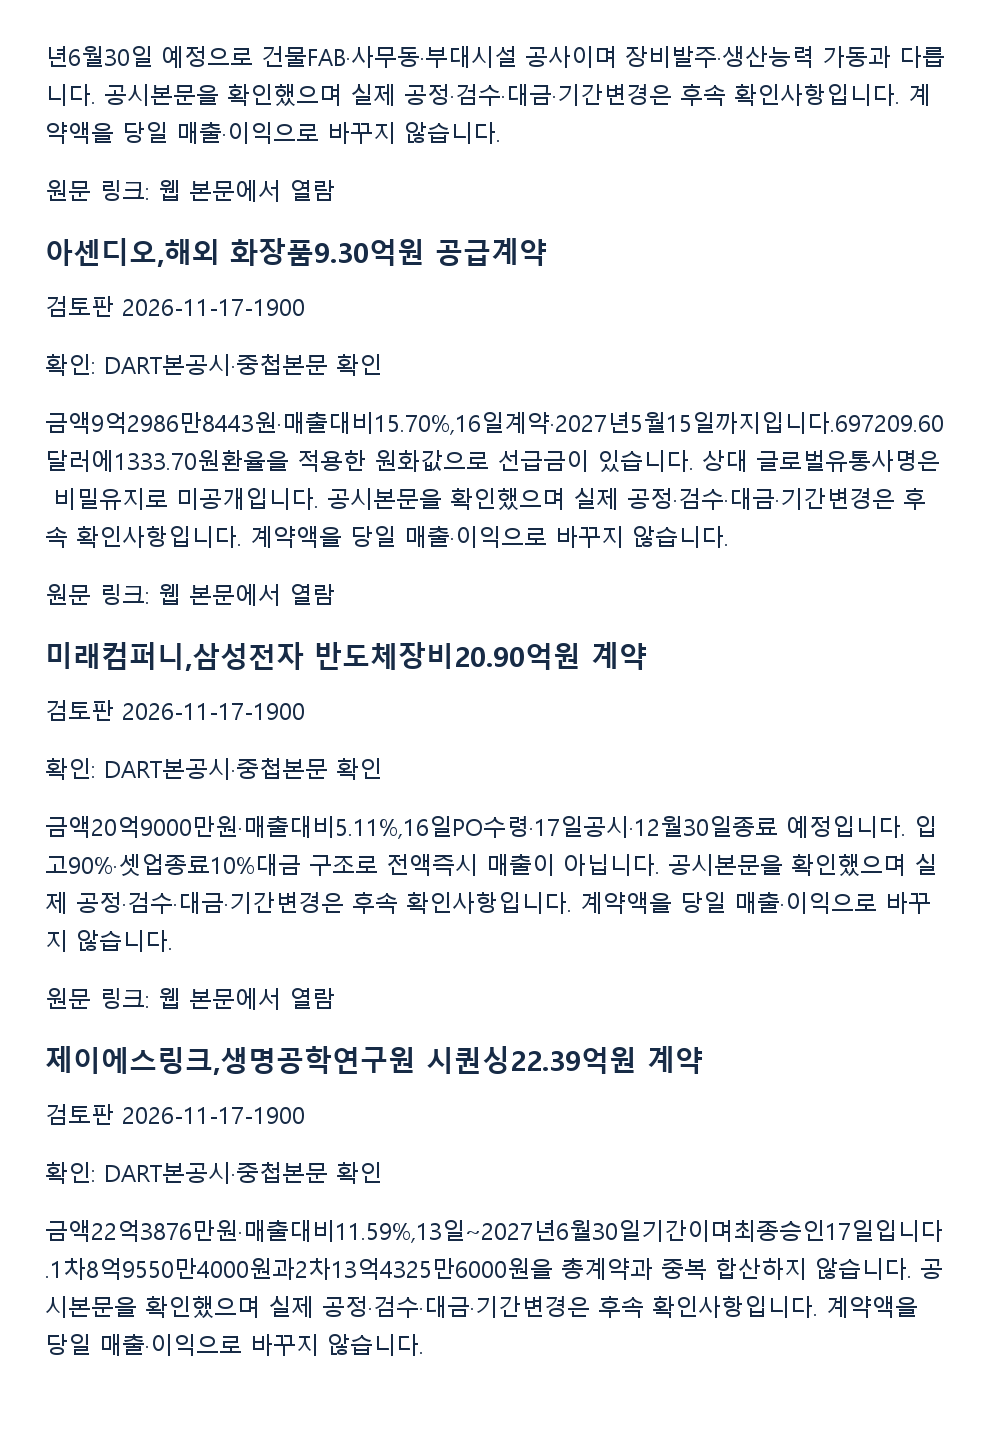 년6월30일 예정으로 건물FAB·사무동·부대시설 공사이며 장비발주·생산능력 가동과 다릅
니다. 공시본문을 확인했으며 실제 공정·검수·대금·기간변경은 후속 확인사항입니다. 계
약액을 당일 매출·이익으로 바꾸지 않습니다.
원문 링크: 웹 본문에서 열람
아센디오,해외 화장품9.30억원 공급계약
검토판 2026-11-17-1900
확인: DART본공시·중첩본문 확인
금액9억2986만8443원·매출대비15.70%,16일계약·2027년5월15일까지입니다.697209.60
달러에1333.70원환율을 적용한 원화값으로 선급금이 있습니다. 상대 글로벌유통사명은
비밀유지로 미공개입니다. 공시본문을 확인했으며 실제 공정·검수·대금·기간변경은 후
속 확인사항입니다. 계약액을 당일 매출·이익으로 바꾸지 않습니다.
원문 링크: 웹 본문에서 열람
미래컴퍼니,삼성전자 반도체장비20.90억원 계약
검토판 2026-11-17-1900
확인: DART본공시·중첩본문 확인
금액20억9000만원·매출대비5.11%,16일PO수령·17일공시·12월30일종료 예정입니다. 입
고90%·셋업종료10%대금 구조로 전액즉시 매출이 아닙니다. 공시본문을 확인했으며 실
제 공정·검수·대금·기간변경은 후속 확인사항입니다. 계약액을 당일 매출·이익으로 바꾸
지 않습니다.
원문 링크: 웹 본문에서 열람
제이에스링크,생명공학연구원 시퀀싱22.39억원 계약
검토판 2026-11-17-1900
확인: DART본공시·중첩본문 확인
금액22억3876만원·매출대비11.59%,13일~2027년6월30일기간이며최종승인17일입니다
.1차8억9550만4000원과2차13억4325만6000원을 총계약과 중복 합산하지 않습니다. 공
시본문을 확인했으며 실제 공정·검수·대금·기간변경은 후속 확인사항입니다. 계약액을
당일 매출·이익으로 바꾸지 않습니다.